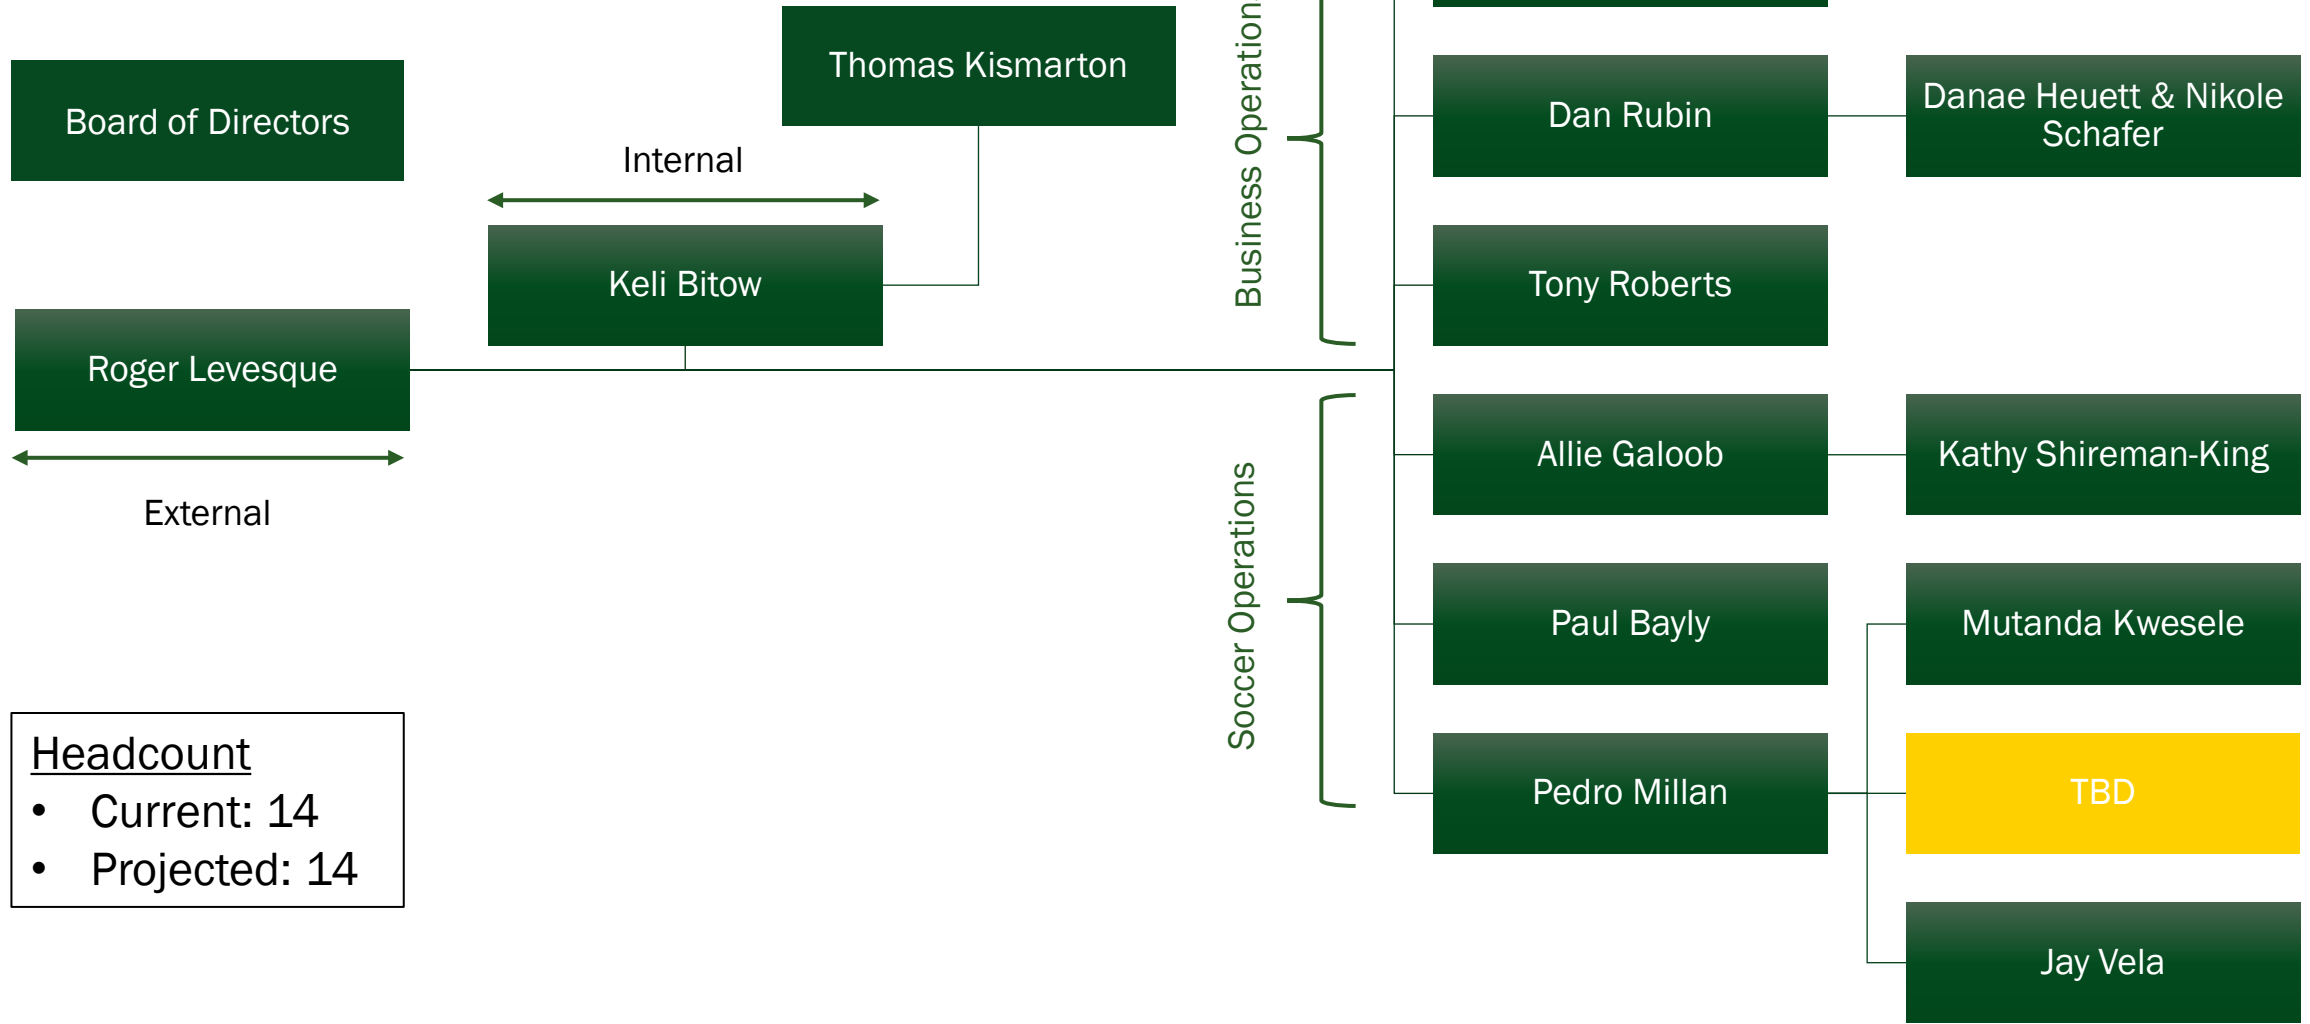 Thomas Kismarton
Board of Directors
Internal
Keli Bitow
Roger Levesque
External
Headcount
• Current: 14
• Projected: 14
Business Operation
Dan Rubin
Danae Heuett & Nikole
Schafer
Tony Roberts
Soccer Operations
Allie Galoob
Kathy Shireman-King
Paul Bayly
Mutanda Kwesele
Pedro Millan
TBD
Jay Vela